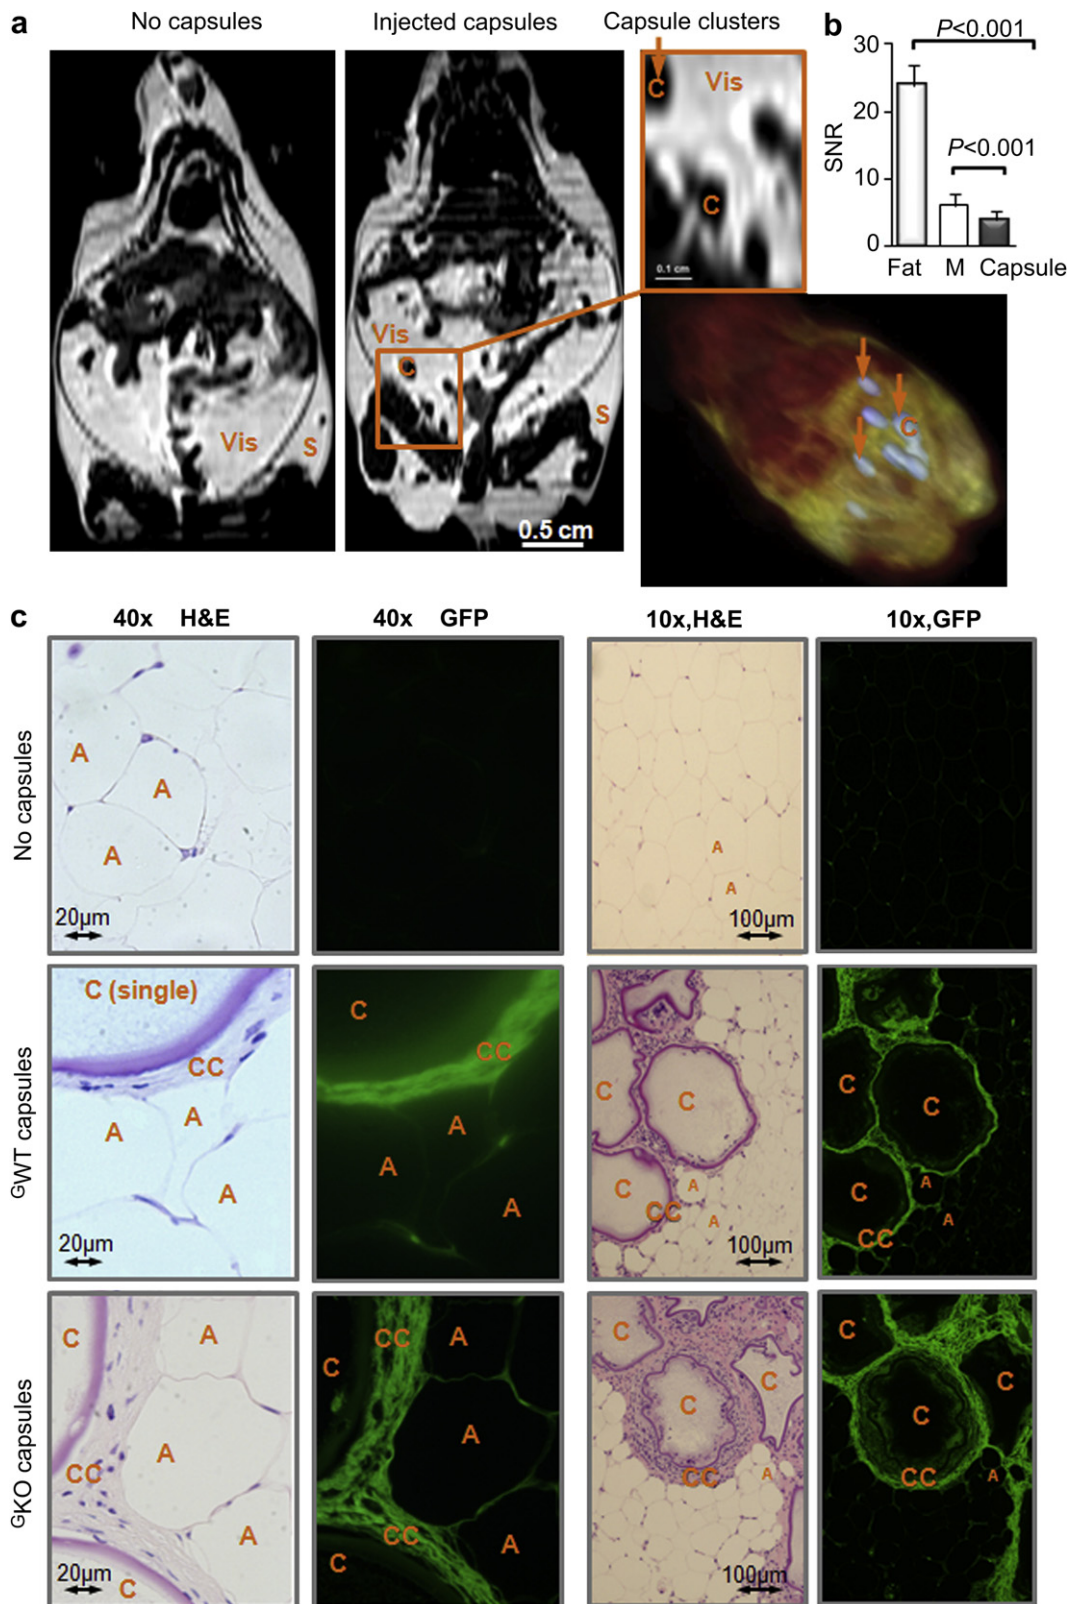 a
No capsules
Injected capsules
Capsule clusters
Vis
S
Vis
C
S
0.5 cm
C
Vis
C
0.1 cm
C
b
P<0.001
P<0.001
SNR
30
20
10
0
Fat M Capsule
c
40x H&E
40x GFP
10x,H&E
10x,GFP
No capsules
A
A
A
20µm
A
A
100µm
GWT capsules
C (single)
CC
A
A
A
20µm
C
CC
A
A
A
C
C
C
A
CC
A
100µm
C
C
C
A
A
CC
GKO capsules
C
A
A
CC
A
20µm
C
CC
A
C
A
CC
A
C
C
C
C
CC
A
100µm
C
C
C
CC
A